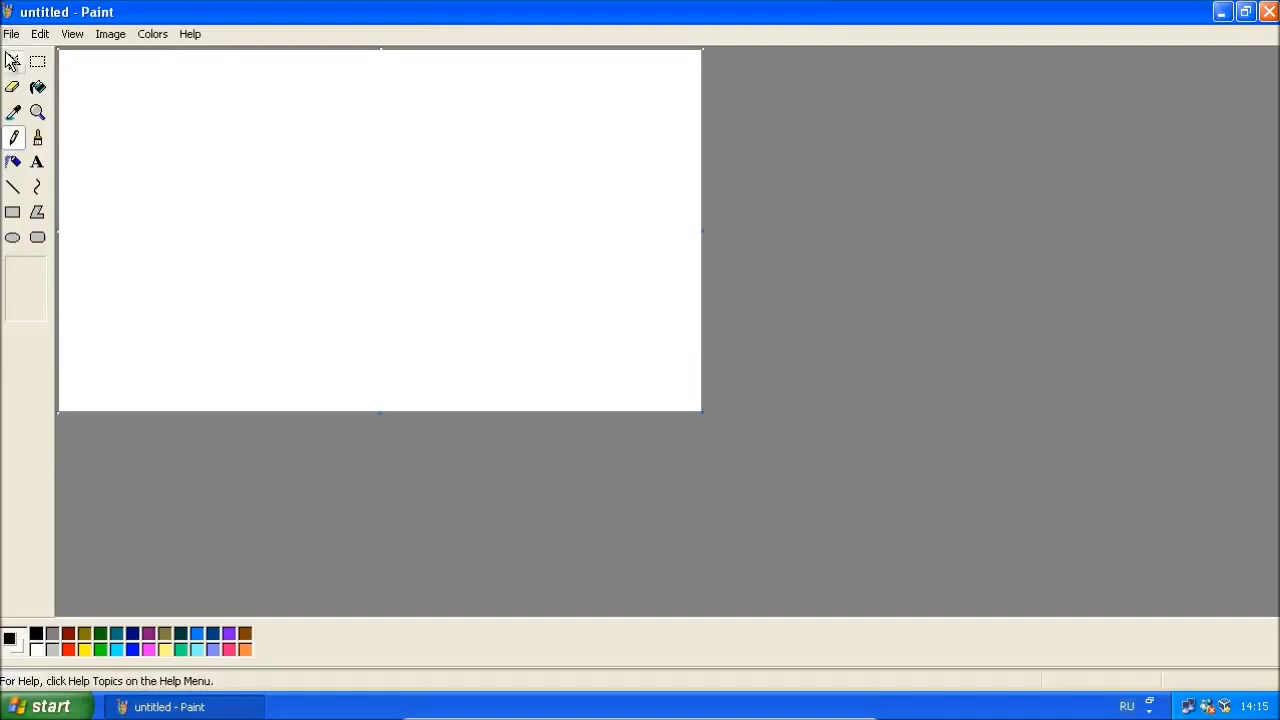 untitled - Paint
File Edit View Image Colors Help
A
For Help, click Help Topics on the Help Menu.
start untitled - Paint RU 14:15